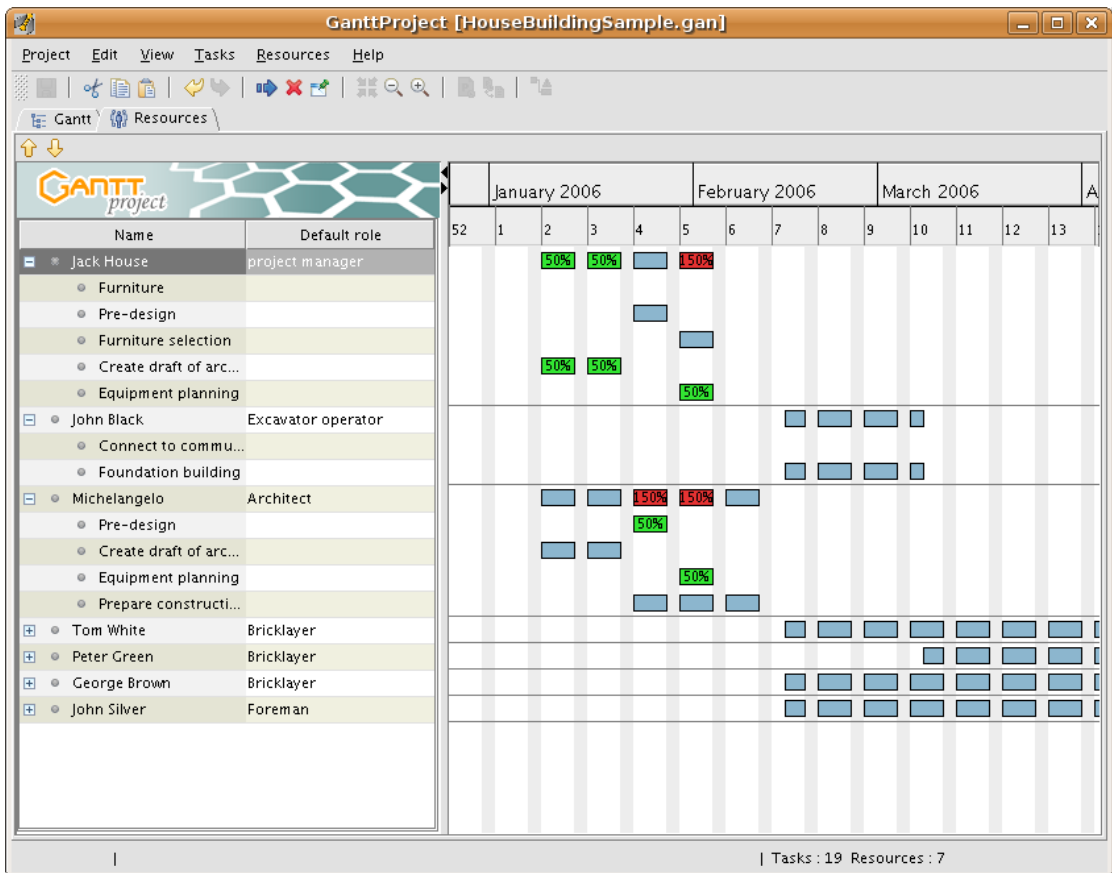 GanttProject [HouseBuildingSample.gan]
Project Edit View Tasks Resources Help
Gantt Resources
GANTT project
January 2006 February 2006 March 2006 A
Name Default role
52 1 2 3 4 5 6 7 8 9 10 11 12 13
Jack House project manager 50% 50% 150%
Furniture
Pre-design
Furniture selection
Create draft of arc... 50% 50%
Equipment planning 50%
John Black Excavator operator
Connect to commu...
Foundation building
Michelangelo Architect 150% 150%
Pre-design 50%
Create draft of arc...
Equipment planning 50%
Prepare constructi...
Tom White Bricklayer
Peter Green Bricklayer
George Brown Bricklayer
John Silver Foreman
| | Tasks : 19 Resources : 7